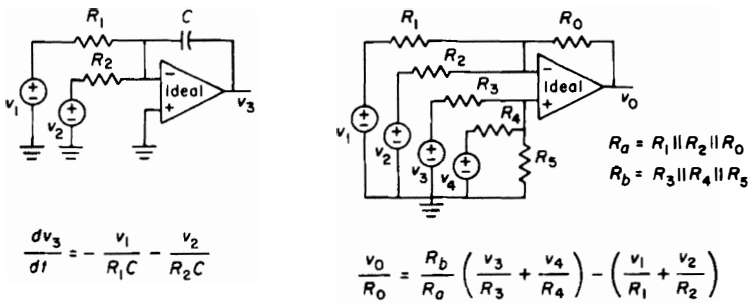 R₁
C
R₂
−
+
Ideal
v₁
+
−
v₂
+
−
v₃
dv₃/dt = − v₁/R₁C − v₂/R₂C
R₁
R₀
R₂
−
+
Ideal
R₃
R₄
R₅
v₁
+
−
v₂
+
−
v₃
+
−
v₄
+
−
v₀
Rₐ = R₁||R₂||R₀
R_b = R₃||R₄||R₅
v₀/R₀ = R_b/Rₐ (v₃/R₃ + v₄/R₄) − (v₁/R₁ + v₂/R₂)